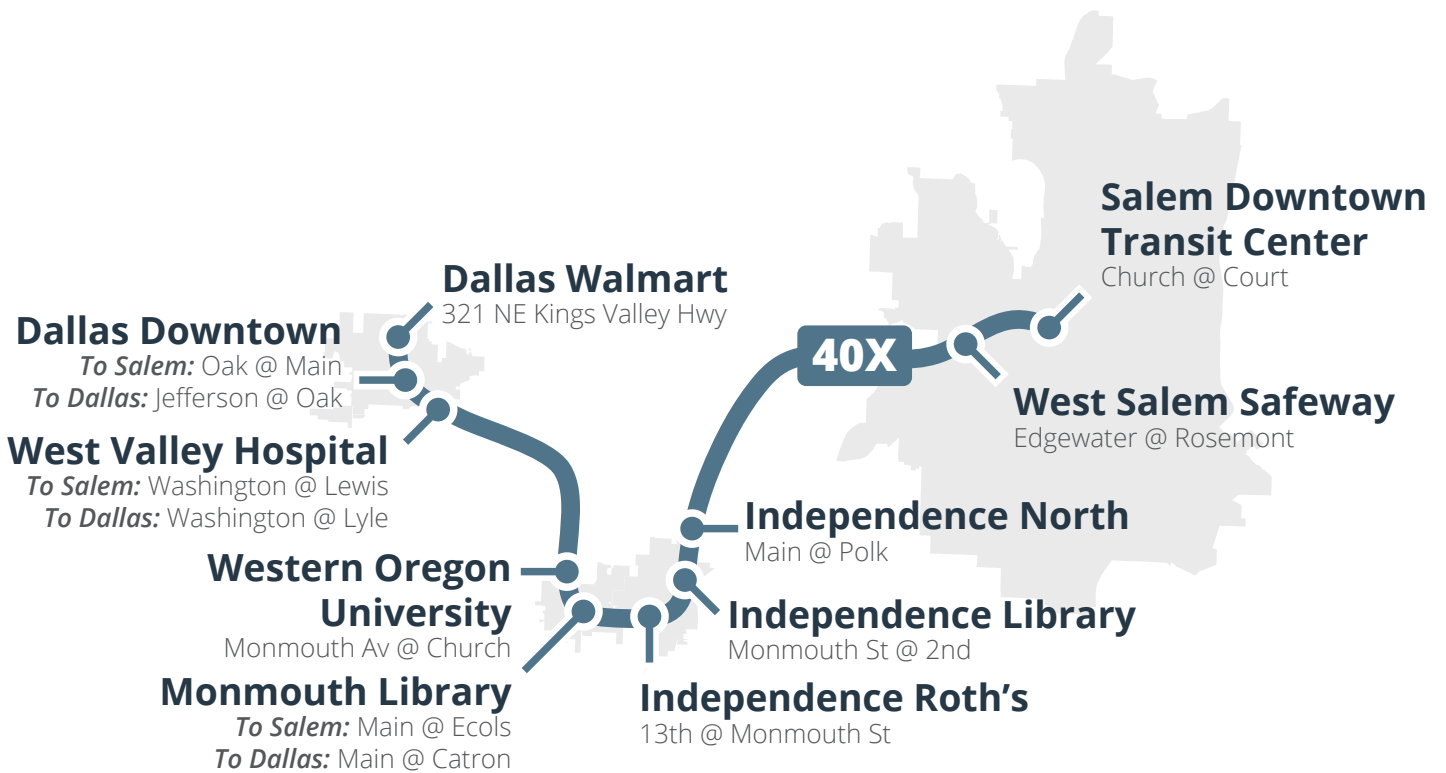 Salem Downtown
Transit Center
Church @ Court
Dallas Walmart
321 NE Kings Valley Hwy
Dallas Downtown
To Salem: Oak @ Main
To Dallas: Jefferson @ Oak
40X
West Salem Safeway
Edgewater @ Rosemont
West Valley Hospital
To Salem: Washington @ Lewis
To Dallas: Washington @ Lyle
Independence North
Main @ Polk
Western Oregon
University
Monmouth Av @ Church
Independence Library
Monmouth St @ 2nd
Monmouth Library
To Salem: Main @ Ecols
To Dallas: Main @ Catron
Independence Roth's
13th @ Monmouth St